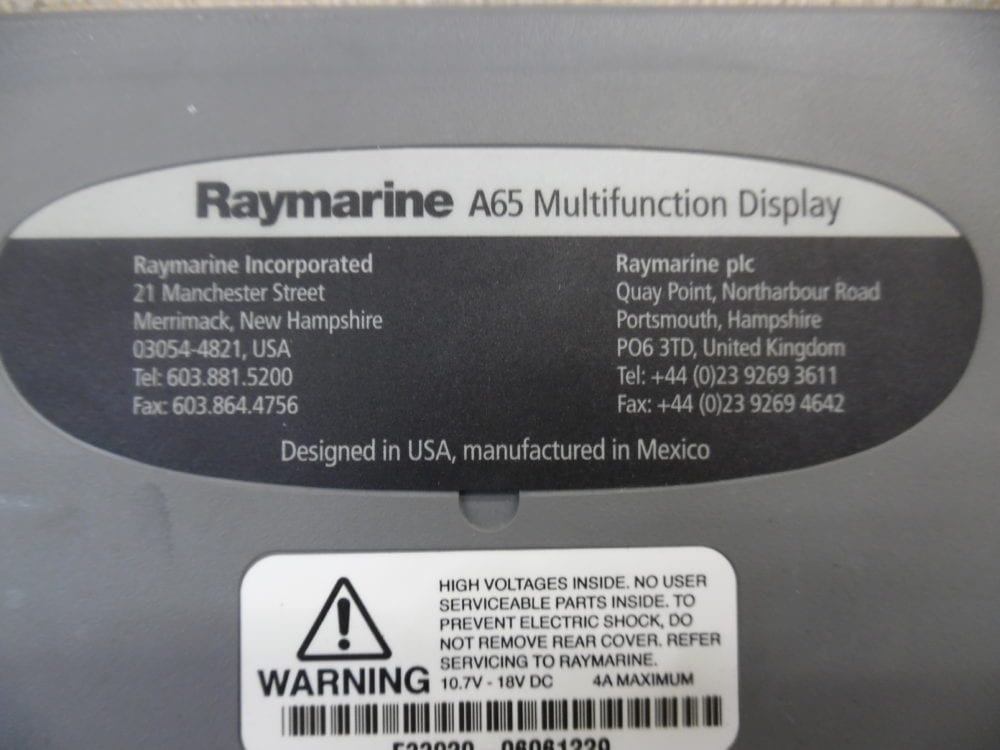 Raymarine A65 Multifunction Display
Raymarine Incorporated
21 Manchester Street
Merrimack, New Hampshire
03054-4821, USA
Tel: 603.881.5200
Fax: 603.864.4756
Raymarine plc
Quay Point, Northarbour Road
Portsmouth, Hampshire
PO6 3TD, United Kingdom
Tel: +44 (0)23 9269 3611
Fax: +44 (0)23 9269 4642
Designed in USA, manufactured in Mexico
HIGH VOLTAGES INSIDE. NO USER
SERVICEABLE PARTS INSIDE. TO
PREVENT ELECTRIC SHOCK, DO
NOT REMOVE REAR COVER. REFER
SERVICING TO RAYMARINE.
WARNING 10.7V - 18V DC 4A MAXIMUM